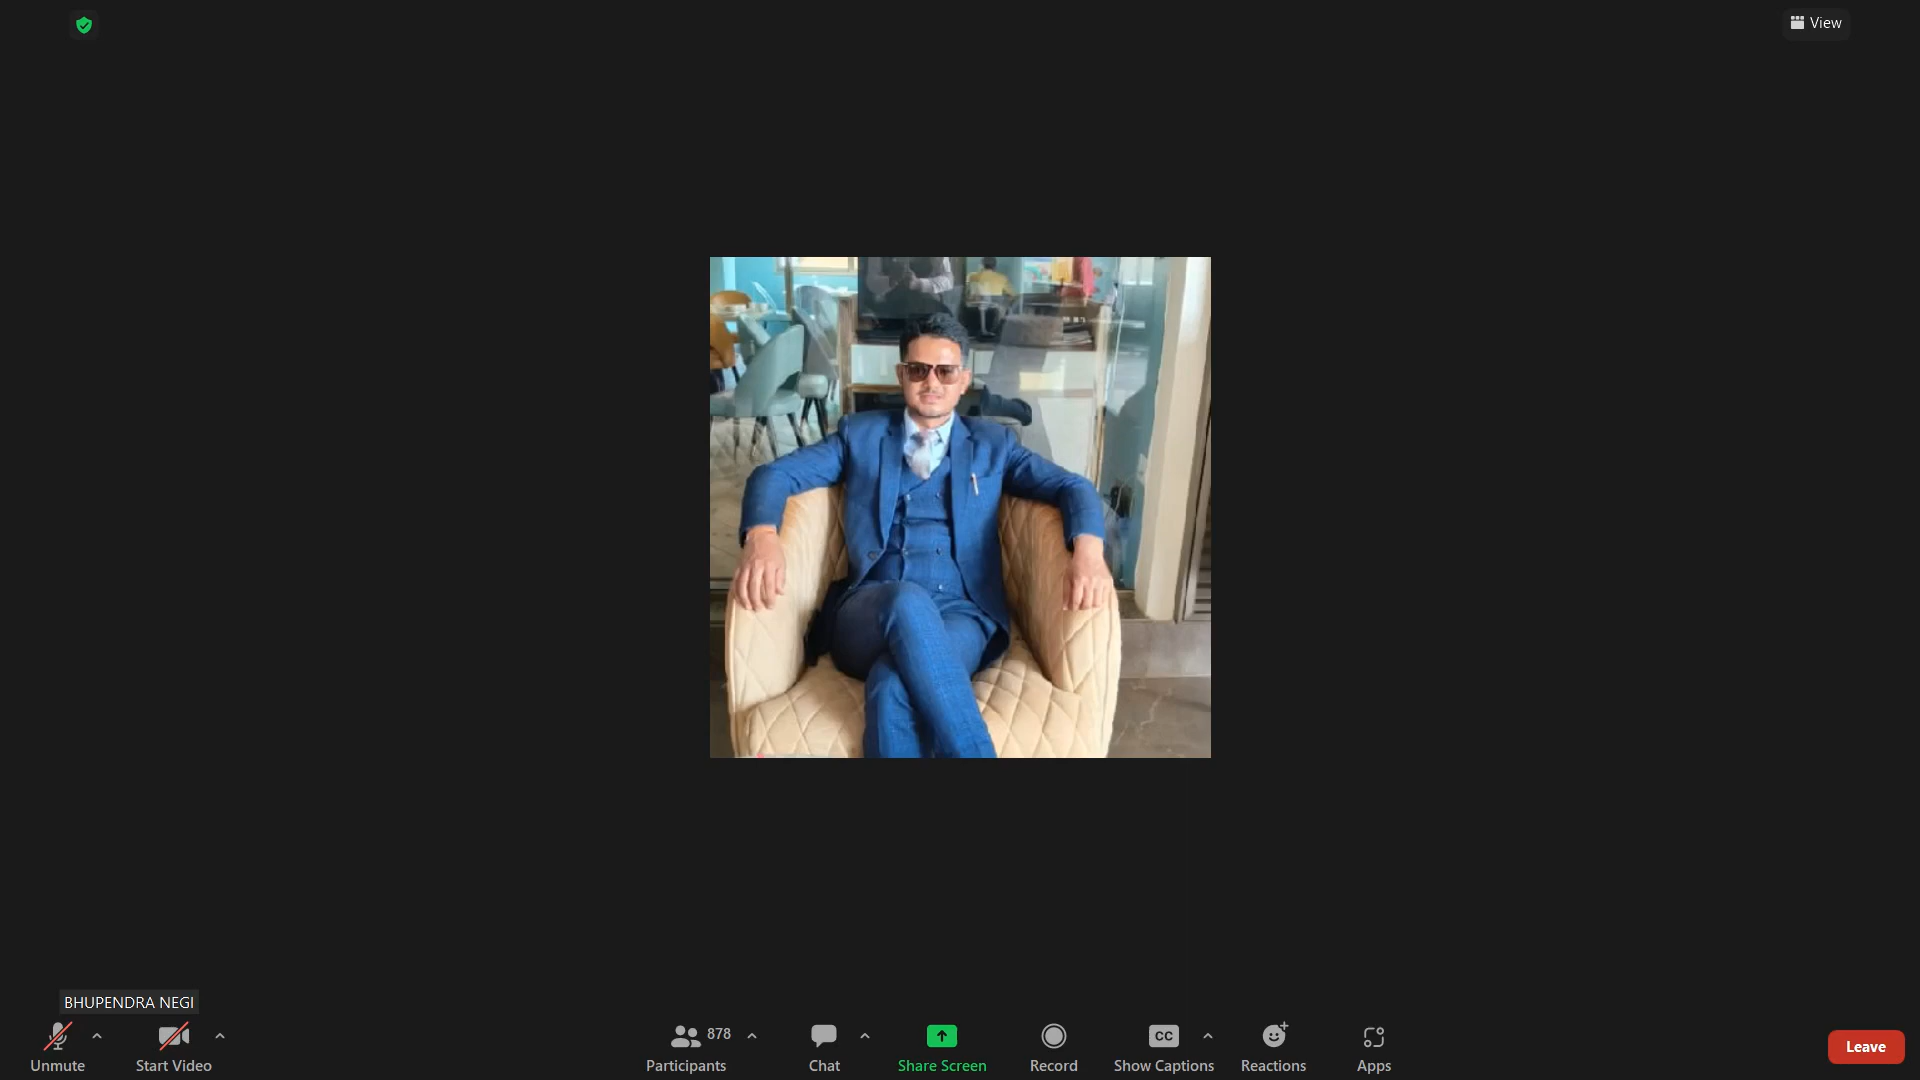 View
BHUPENDRA NEGI
878
Unmute
Start Video
Participants
Chat
Share Screen
Record
CC
Show Captions
Reactions
Apps
Leave